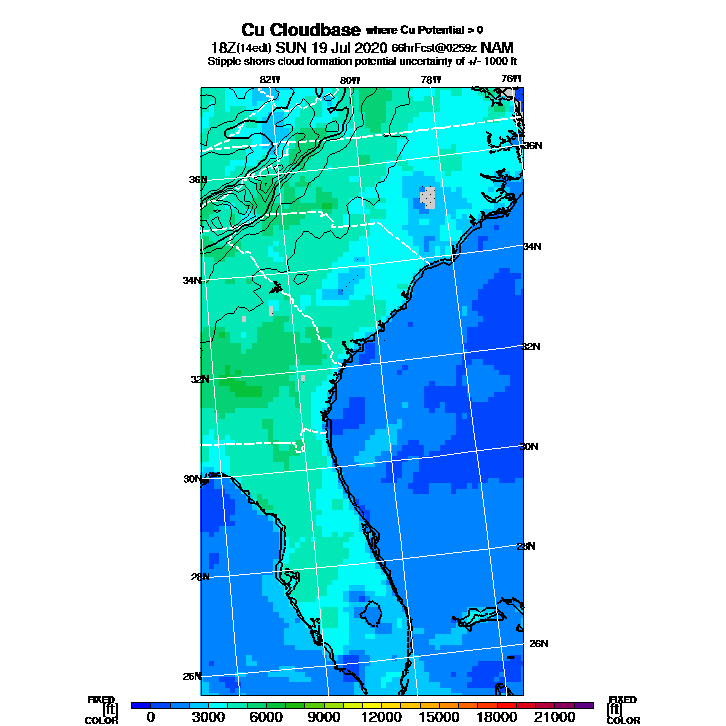 Cu Cloudbase where Cu Potential > 0
18Z(14edt) SUN 19 Jul 2020 66hrFcst@0259z NAM
Stipple shows cloud formation potential uncertainty of +/- 1000 ft
82W 80W 78W 76W
36N
36N
34N
34N
32N
32N
30N
30N
28N
28N
26N
26N
FIXED FIXED
[ft] [ft]
COLOR 0 3000 6000 9000 12000 15000 18000 21000 COLOR